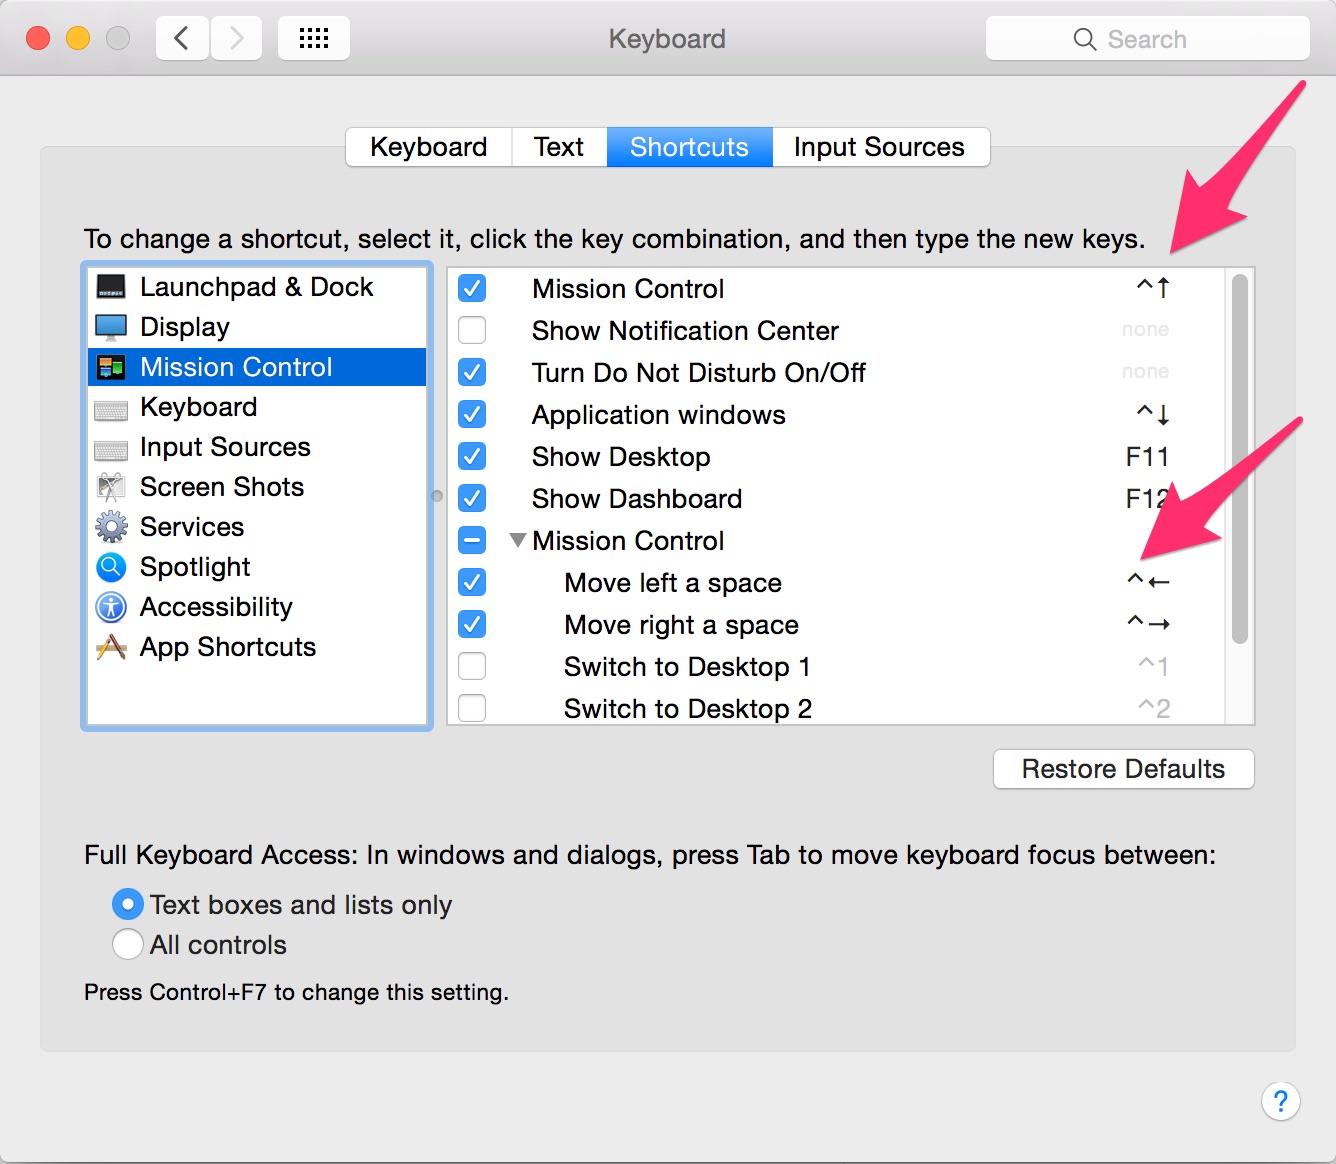 Keyboard
Search
Keyboard Text Shortcuts Input Sources
To change a shortcut, select it, click the key combination, and then type the new keys.
Launchpad & Dock
Display
Mission Control
Keyboard
Input Sources
Screen Shots
Services
Spotlight
Accessibility
App Shortcuts
Mission Control ^↑
Show Notification Center none
Turn Do Not Disturb On/Off none
Application windows ^↓
Show Desktop F11
Show Dashboard F12
Mission Control
Move left a space ^←
Move right a space ^→
Switch to Desktop 1 ^1
Switch to Desktop 2 ^2
Restore Defaults
Full Keyboard Access: In windows and dialogs, press Tab to move keyboard focus between:
Text boxes and lists only
All controls
Press Control+F7 to change this setting.
?